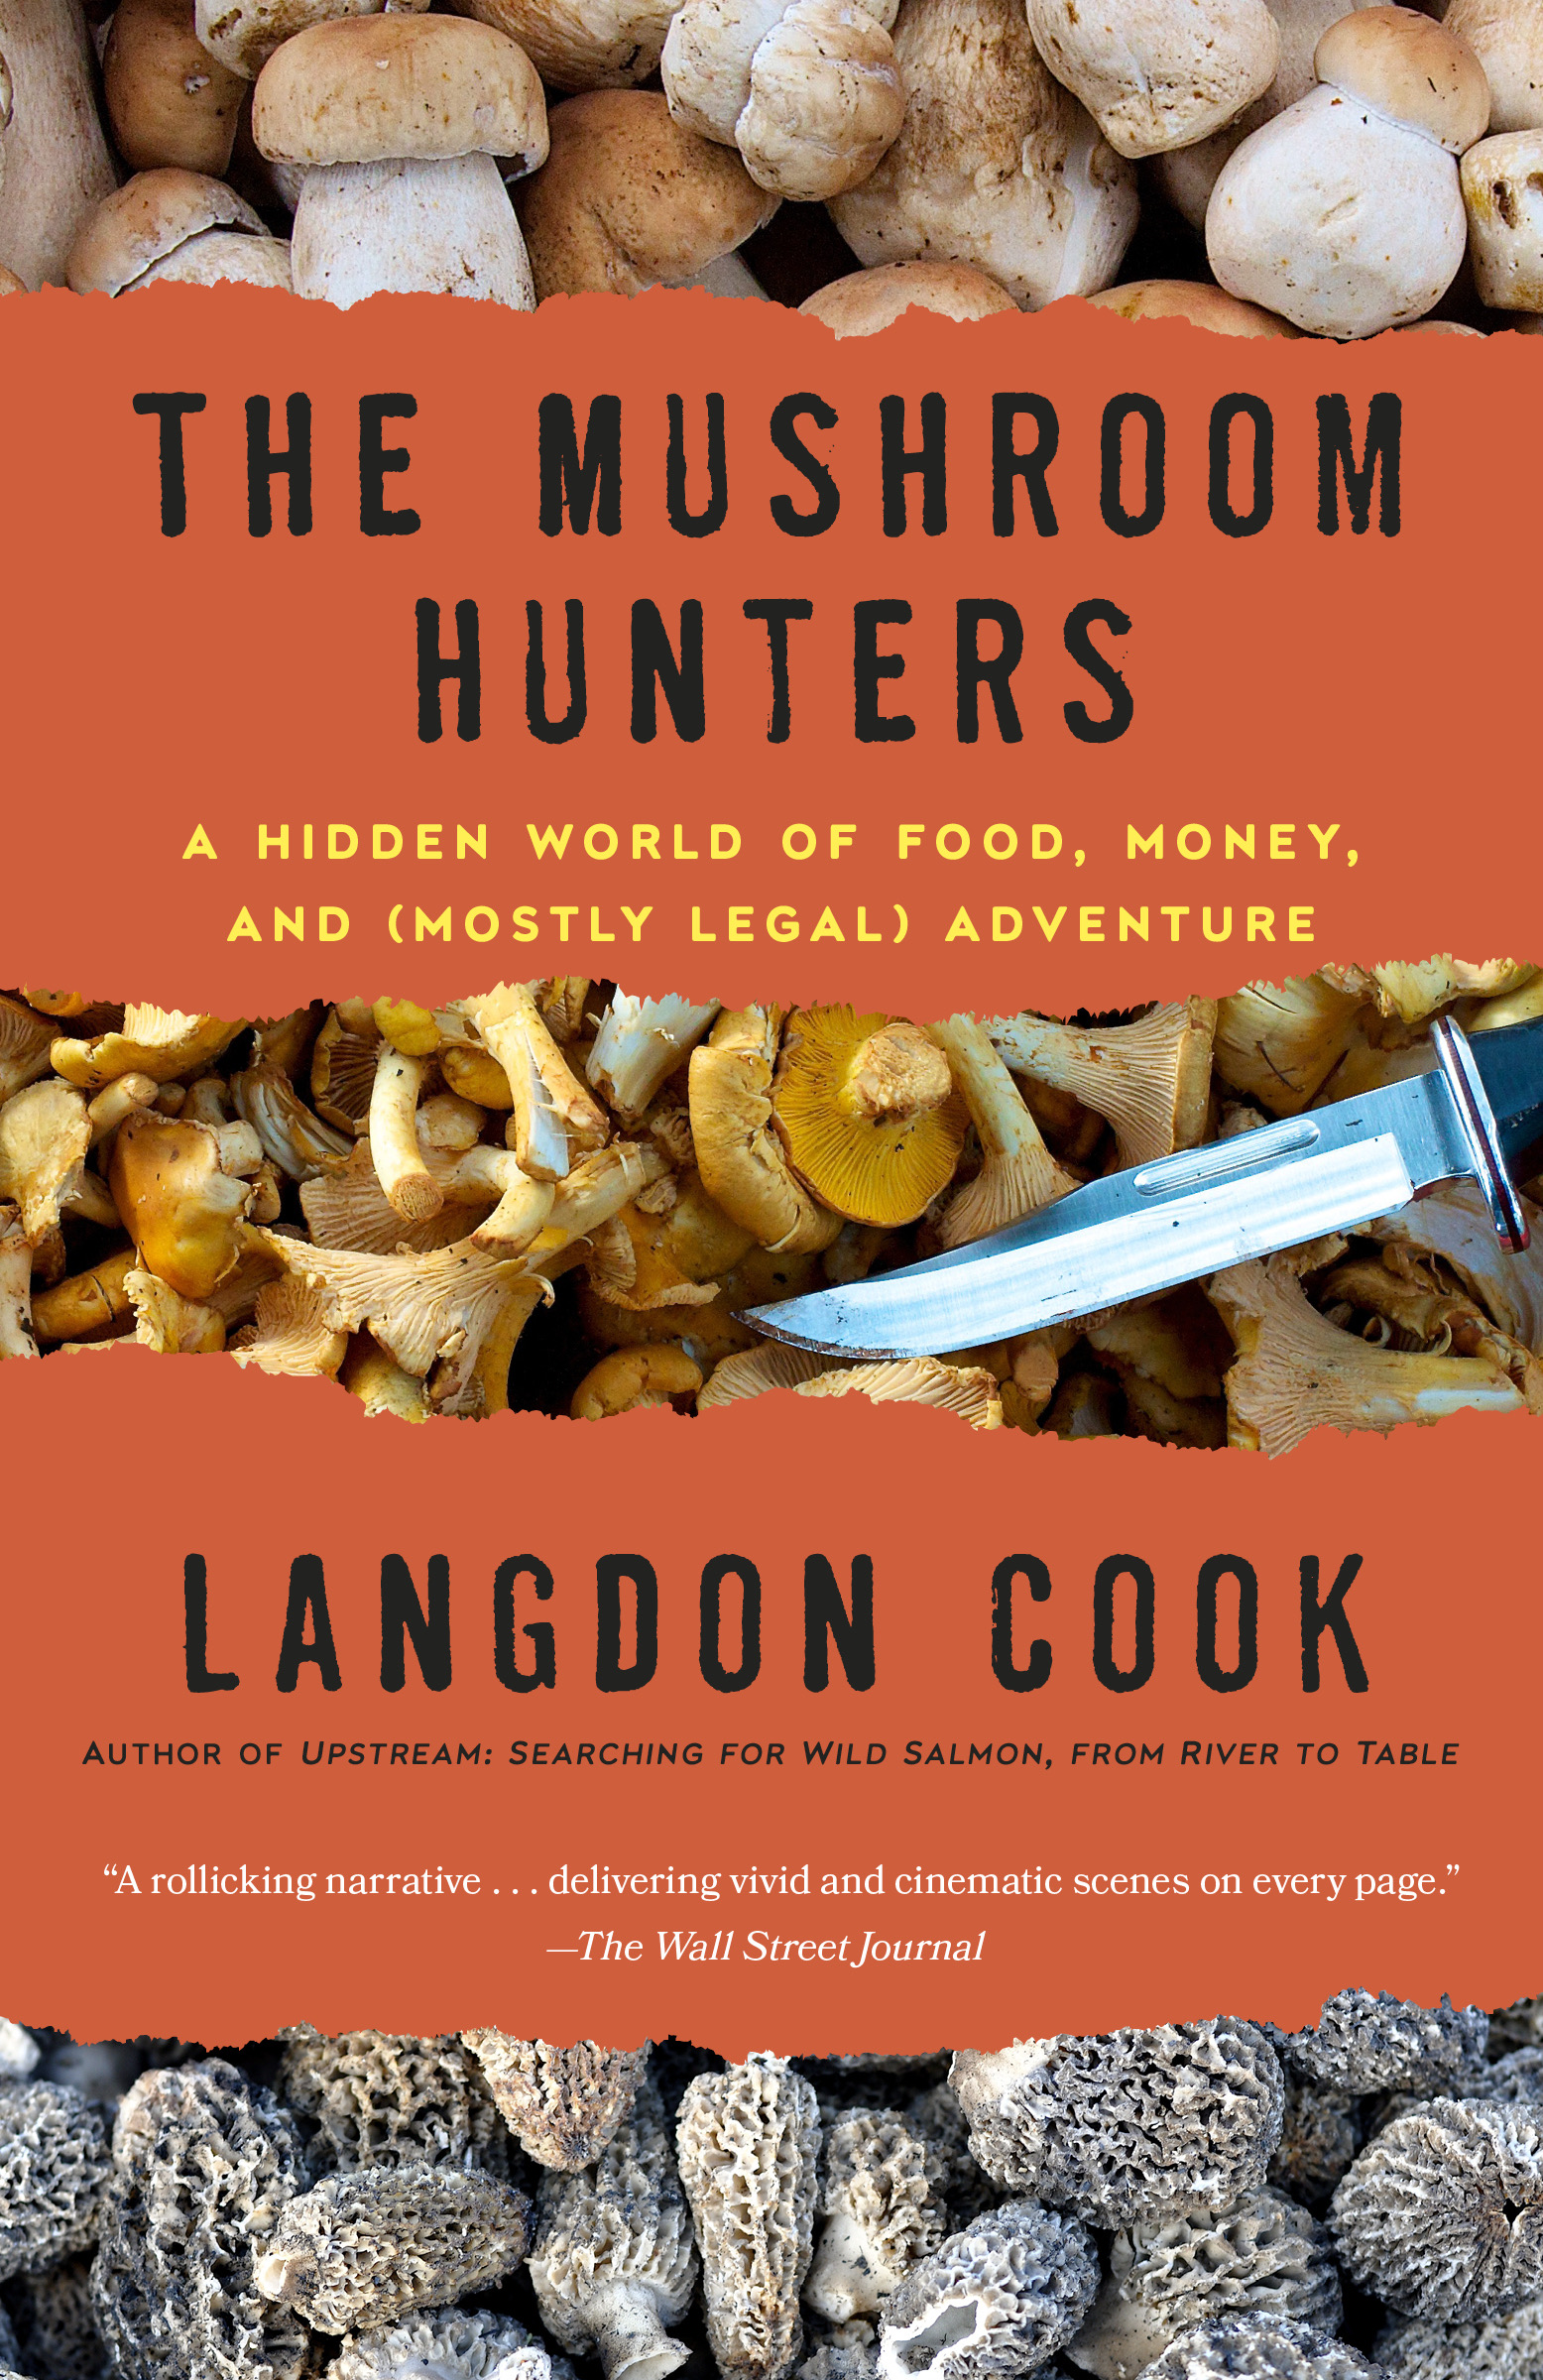 THE MUSHROOM
HUNTERS
A HIDDEN WORLD OF FOOD, MONEY,
AND (MOSTLY LEGAL) ADVENTURE
LANGDON COOK
AUTHOR OF UPSTREAM: SEARCHING FOR WILD SALMON, FROM RIVER TO TABLE
“A rollicking narrative . . . delivering vivid and cinematic scenes on every page.”
—The Wall Street Journal